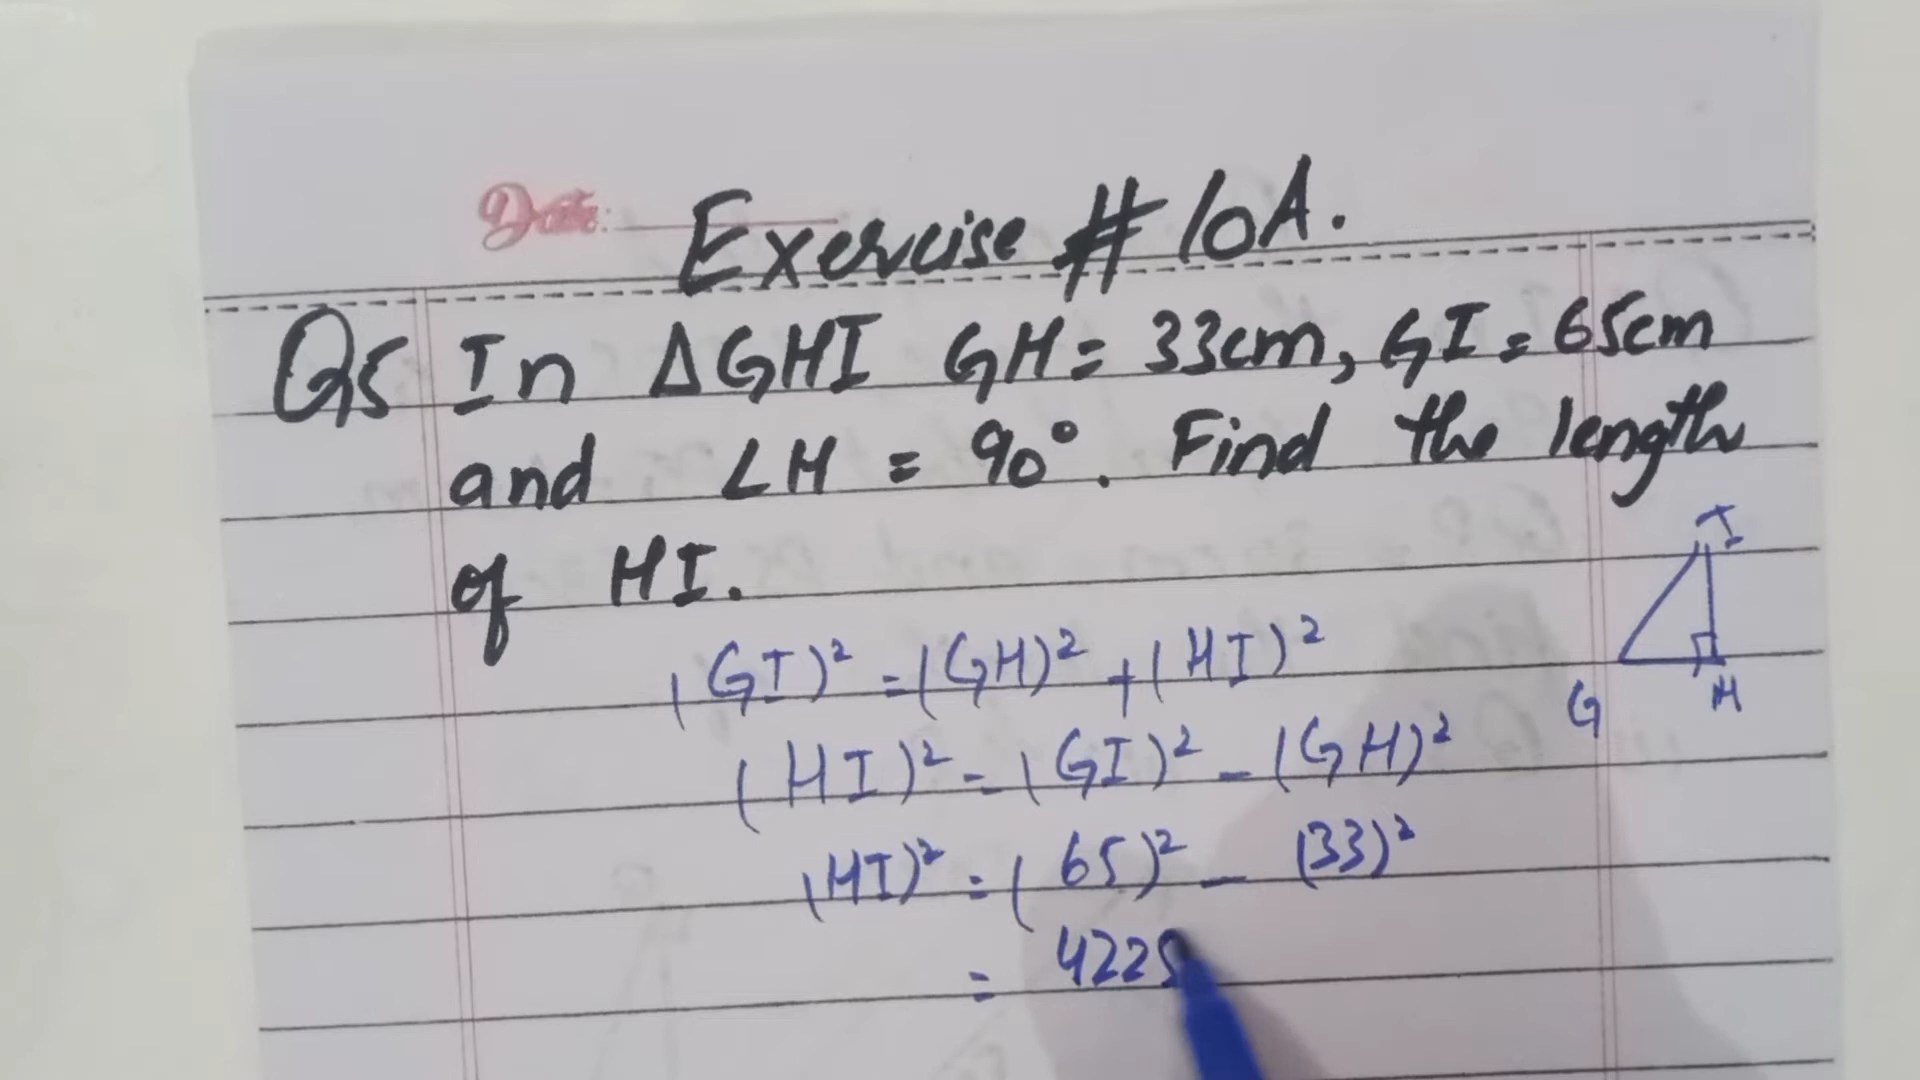 Date:
Exercise # 10A.
Q5 In ΔGHI GH = 33cm, GI = 65cm
and ∠H = 90°. Find the length
of HI.
I
G H
(GI)² = (GH)² + (HI)²
(HI)² = (GI)² - (GH)²
(HI)² = (65)² - (33)²
= 4225